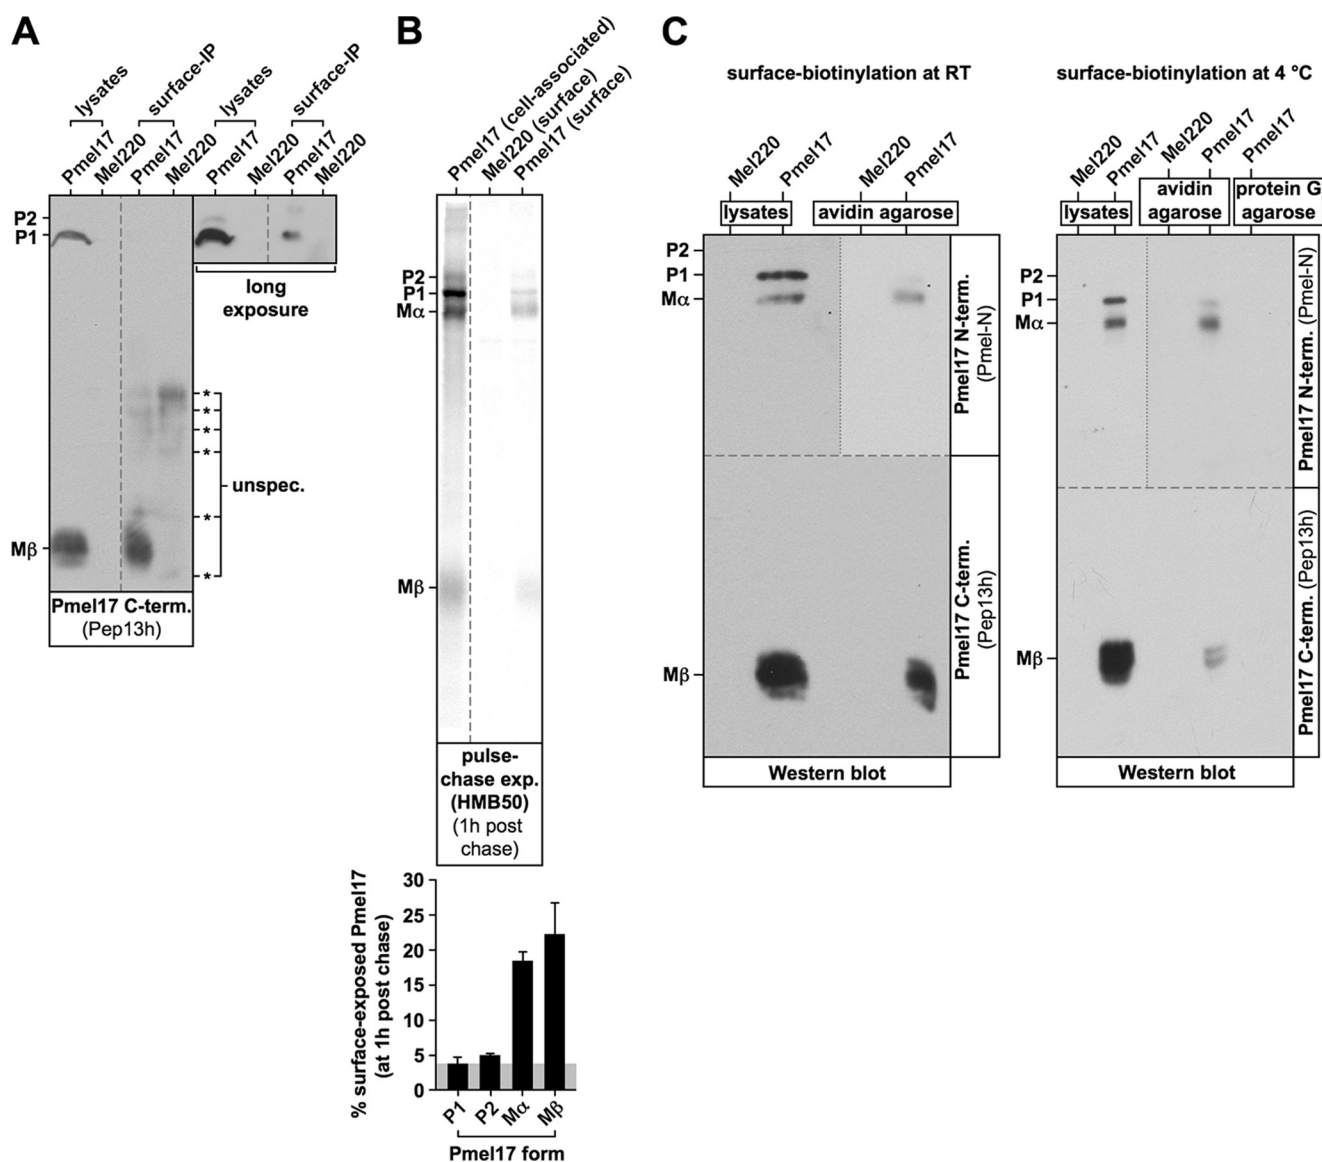 A
lysates
surface-IP
lysates
surface-IP
Pmel17
Mel220
Pmel17
Mel220
Pmel17
Mel220
Pmel17
Mel220
P2
P1
long
exposure
*
*
*
*
unspec.
*
*
Mβ
Pmel17 C-term.
(Pep13h)
B
Pmel17 (cell-associated)
Mel220 (surface)
Pmel17 (surface)
P2
P1
Mα
Mβ
pulse-
chase exp.
(HMB50)
(1h post
chase)
% surface-exposed Pmel17
(at 1h post chase)
30
25
20
15
10
5
0
P1
P2
Mα
Mβ
Pmel17 form
C
surface-biotinylation at RT
Mel220
Pmel17
Mel220
Pmel17
lysates
avidin agarose
P2
P1
Mα
Pmel17 N-term.
(Pmel-N)
Mβ
Pmel17 C-term.
(Pep13h)
Western blot
surface-biotinylation at 4 °C
Mel220
Pmel17
Mel220
Pmel17
Pmel17
lysates
avidin
agarose
protein G
agarose
P2
P1
Mα
Pmel17 N-term. (Pmel-N)
Mβ
Pmel17 C-term. (Pep13h)
Western blot